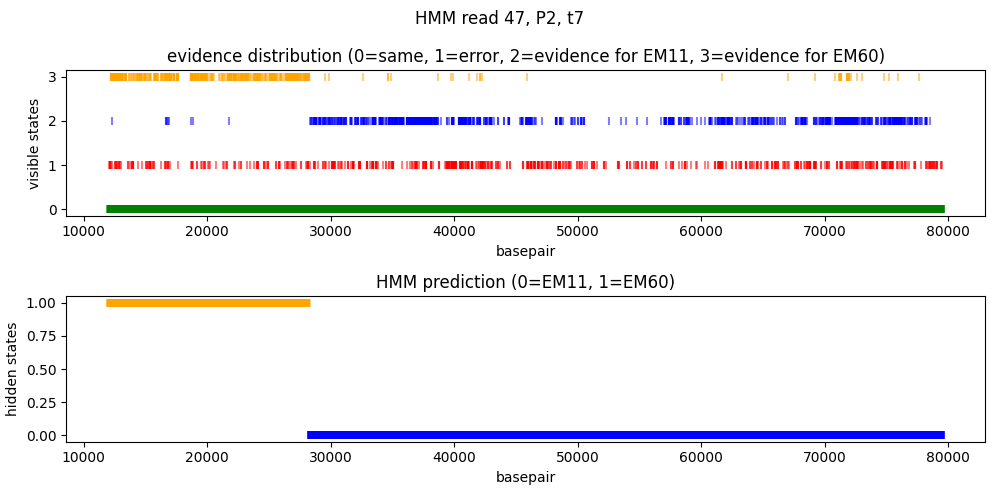 HMM read 47, P2, t7
evidence distribution (0=same, 1=error, 2=evidence for EM11, 3=evidence for EM60)
visible states
3
2
1
0
10000 20000 30000 40000 50000 60000 70000 80000
basepair
HMM prediction (0=EM11, 1=EM60)
hidden states
1.00
0.75
0.50
0.25
0.00
10000 20000 30000 40000 50000 60000 70000 80000
basepair